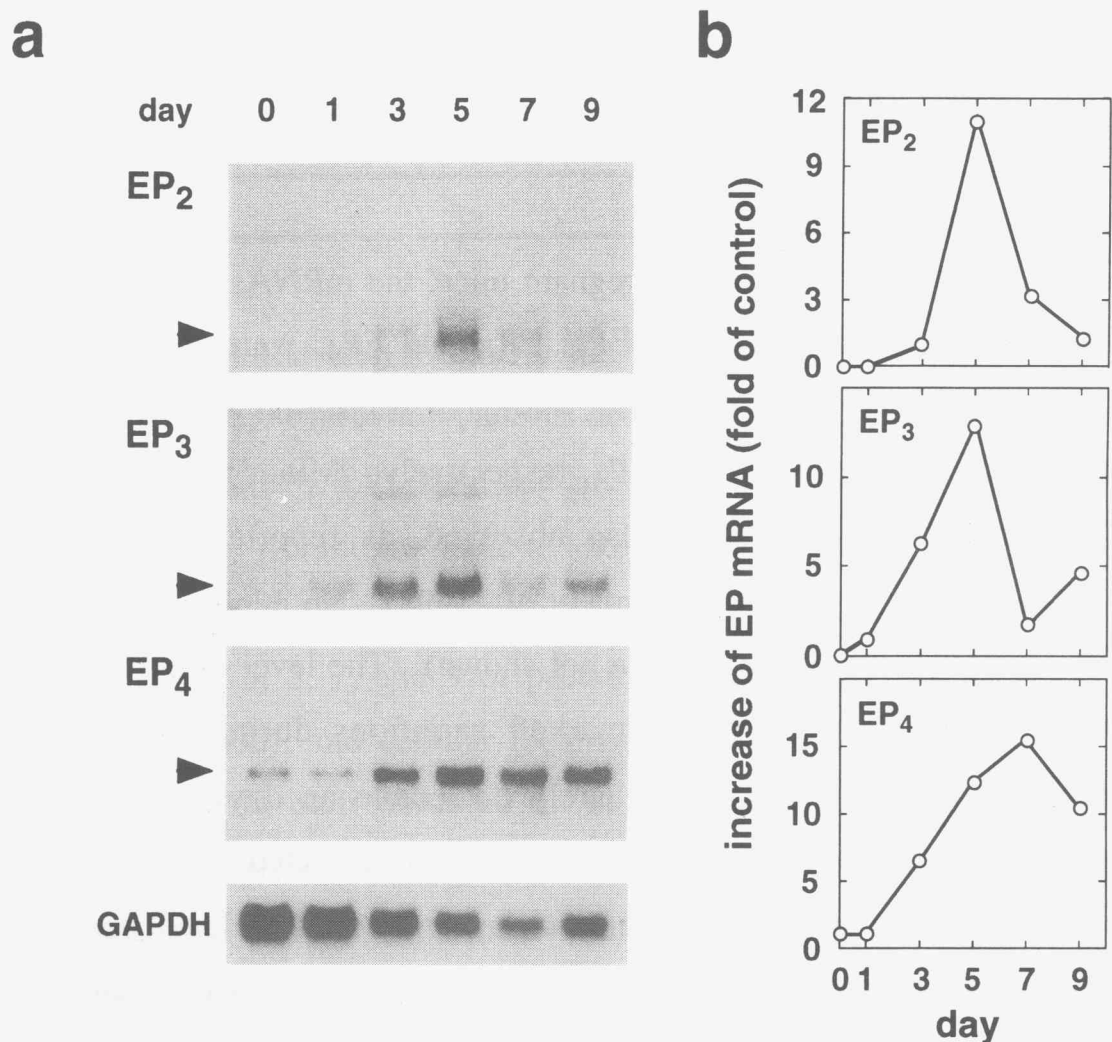 a
day 0 1 3 5 7 9
EP2
EP3
EP4
GAPDH
b
increase of EP mRNA (fold of control)
EP2
12
9
6
3
0
EP3
10
5
0
EP4
15
10
5
0
0 1 3 5 7 9
day